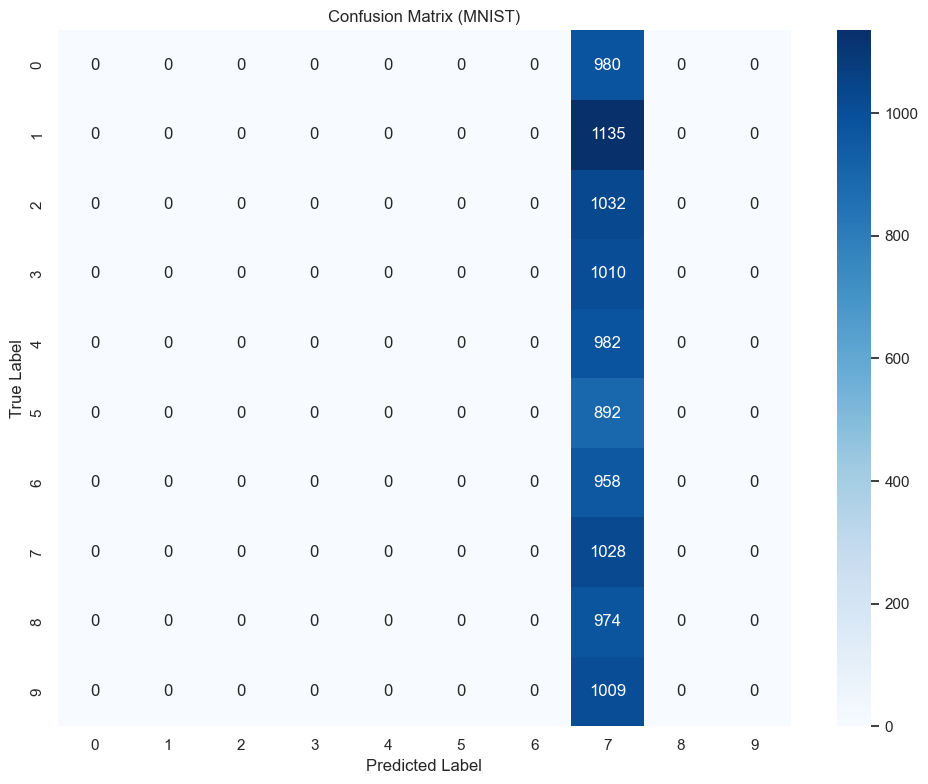 Confusion Matrix (MNIST)
0 0 0 0 0 0 0 0 980 0 0
1 0 0 0 0 0 0 0 1135 0 0
2 0 0 0 0 0 0 0 1032 0 0
3 0 0 0 0 0 0 0 1010 0 0
4 0 0 0 0 0 0 0 982 0 0
5 0 0 0 0 0 0 0 892 0 0
6 0 0 0 0 0 0 0 958 0 0
7 0 0 0 0 0 0 0 1028 0 0
8 0 0 0 0 0 0 0 974 0 0
9 0 0 0 0 0 0 0 1009 0 0
0 1 2 3 4 5 6 7 8 9
Predicted Label
True Label
1000
800
600
400
200
0